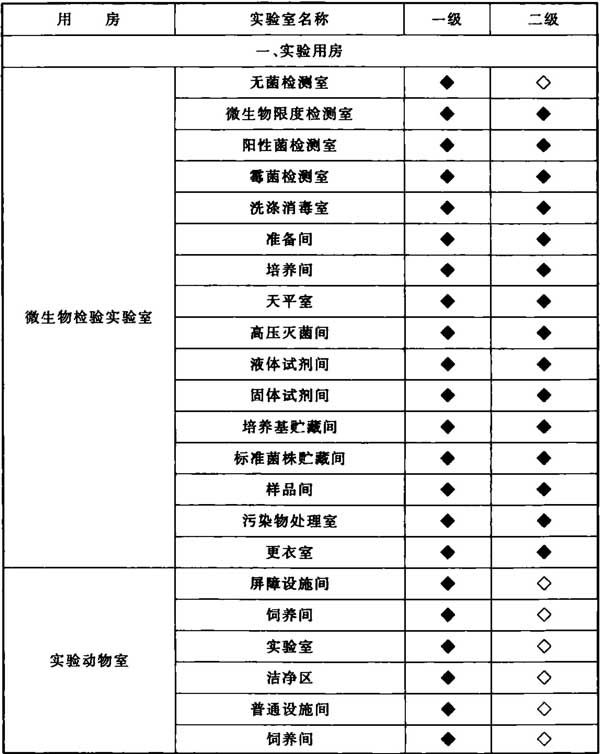 用 房 实验室名称 一级 二级
一、实验用房
无菌检测室 ◆ ◇
微生物限度检测室 ◆ ◆
阳性菌检测室 ◆ ◆
霉菌检测室 ◆ ◆
洗涤消毒室 ◆ ◆
准备间 ◆ ◆
培养间 ◆ ◆
天平室 ◆ ◆
微生物检验实验室
高压灭菌间 ◆ ◆
液体试剂间 ◆ ◆
固体试剂间 ◆ ◆
培养基贮藏间 ◆ ◆
标准菌株贮藏间 ◆ ◆
样品间 ◆ ◆
污染物处理室 ◆ ◆
更衣室 ◆ ◆
屏障设施间 ◆ ◇
饲养间 ◆ ◇
实验室 ◆ ◇
实验动物室
洁净区 ◆ ◇
普通设施间 ◆ ◇
饲养间 ◆ ◇